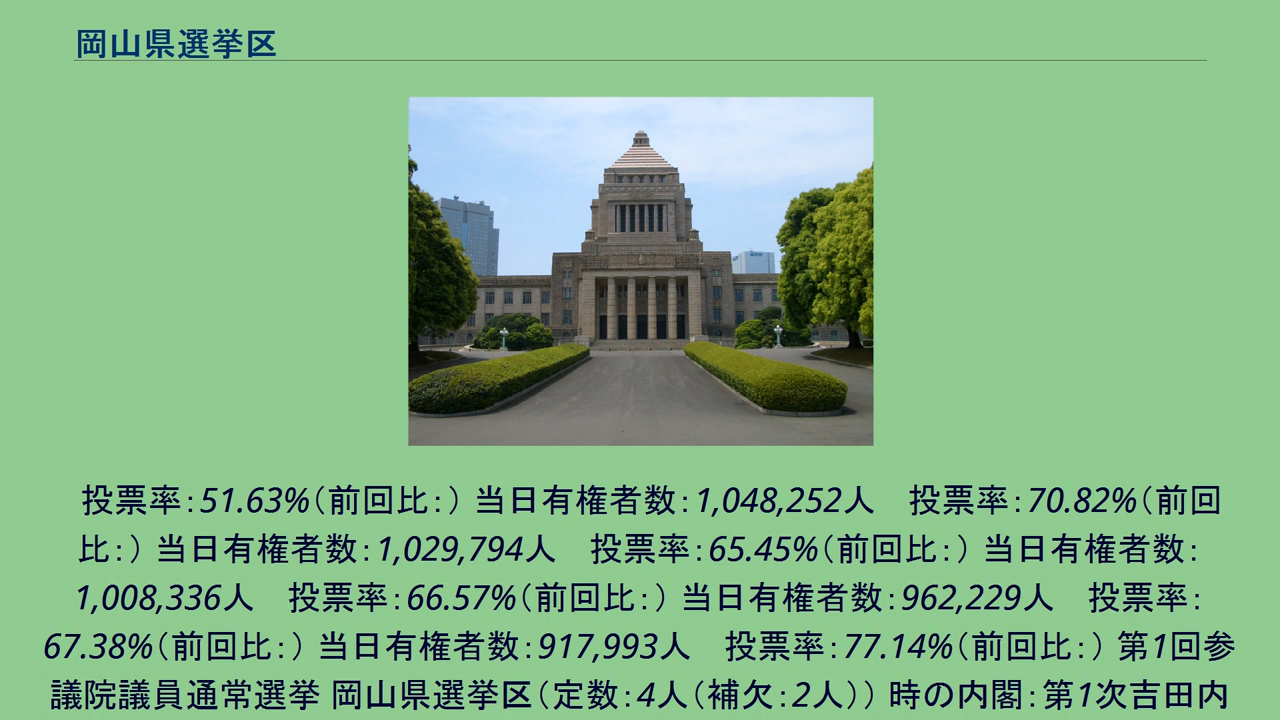 岡山県選挙区
投票率：51.63%（前回比：） 当日有権者数：1,048,252人　投票率：70.82%（前回
比：） 当日有権者数：1,029,794人　投票率：65.45%（前回比：） 当日有権者数：
1,008,336人　投票率：66.57%（前回比：） 当日有権者数：962,229人　投票率：
67.38%（前回比：） 当日有権者数：917,993人　投票率：77.14%（前回比：） 第1回参
議院議員通常選挙 岡山県選挙区（定数：4人（補欠：2人）） 時の内閣：第1次吉田内